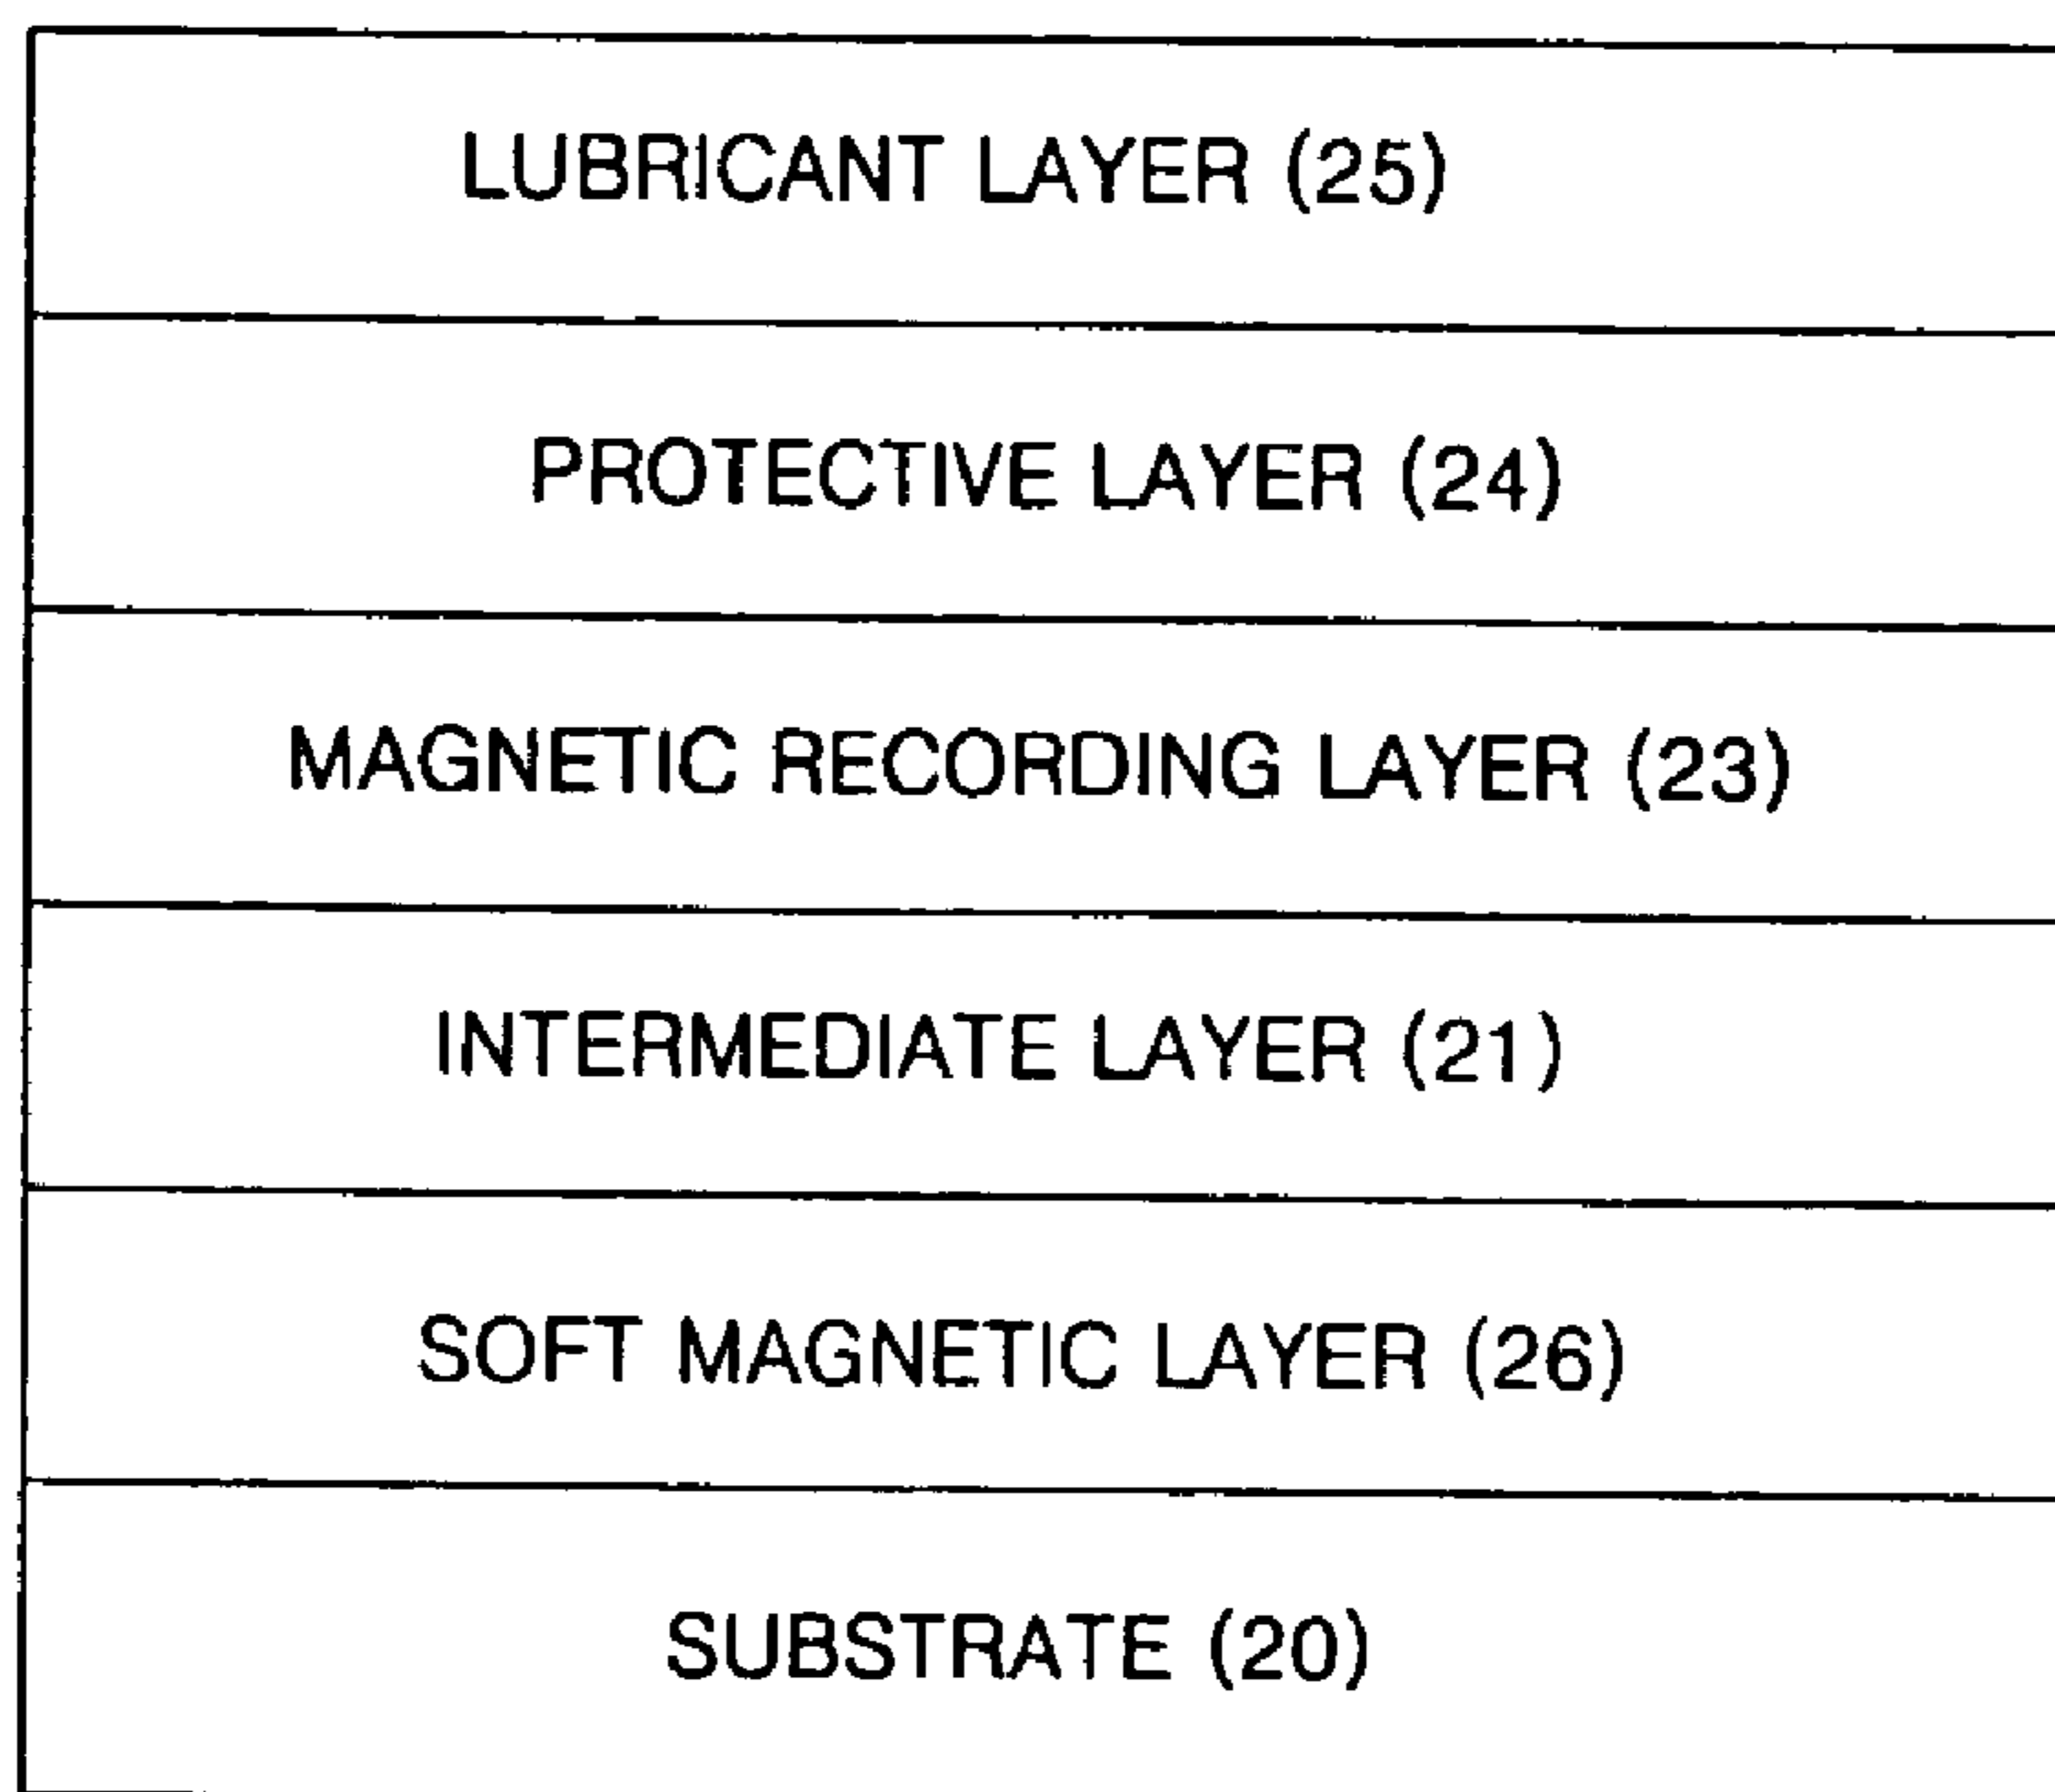 LUBRICANT LAYER (25)
PROTECTIVE LAYER (24)
MAGNETIC RECORDING LAYER (23)
INTERMEDIATE LAYER (21)
SOFT MAGNETIC LAYER (26)
SUBSTRATE (20)